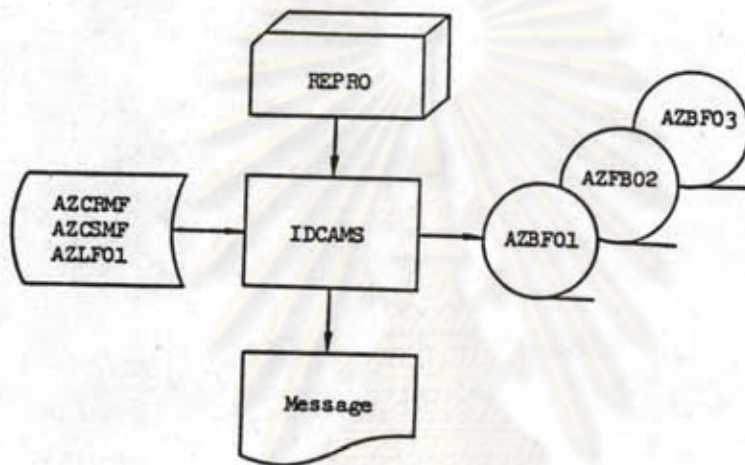 REPRO
AZCRMF
AZCSMF
AZLF01
IDCAMS
AZBF01
AZFB02
AZBF03
Message